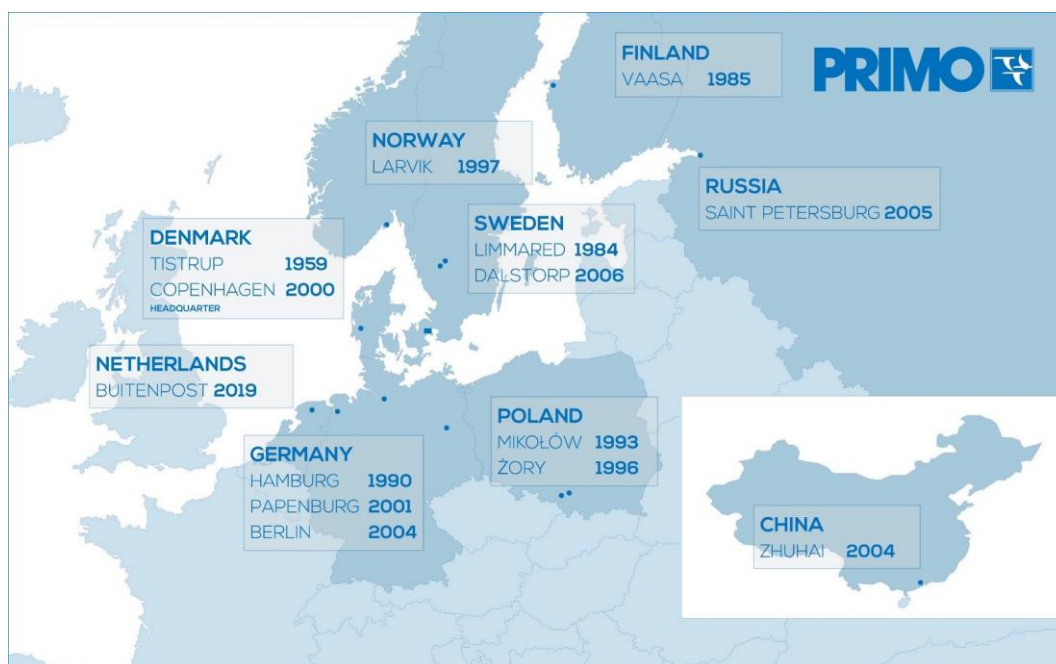 PRIMO
FINLAND
VAASA 1985
NORWAY
LARVIK 1997
RUSSIA
SAINT PETERSBURG 2005
SWEDEN
LIMMARED 1984
DALSTORP 2006
DENMARK
TISTRUP 1959
COPENHAGEN 2000
HEADQUARTER
NETHERLANDS
BUITENPOST 2019
GERMANY
HAMBURG 1990
PAPENBURG 2001
BERLIN 2004
POLAND
MIKOŁÓW 1993
ŻORY 1996
CHINA
ZHUHAI 2004